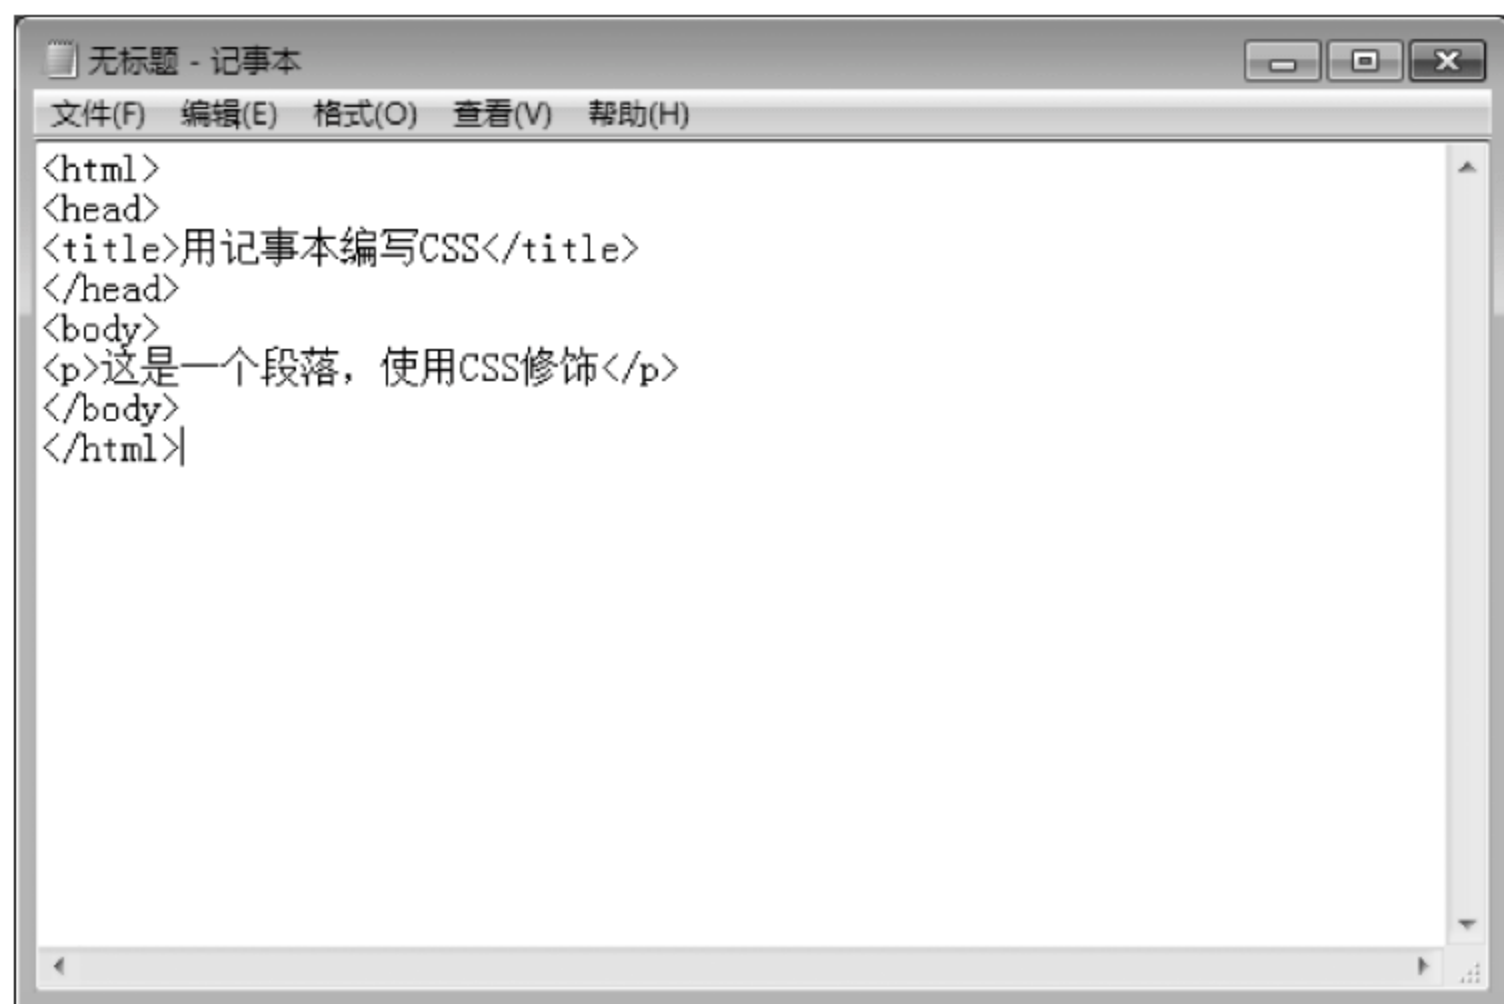 无标题 - 记事本
文件(F) 编辑(E) 格式(O) 查看(V) 帮助(H)
<html>
<head>
<title>用记事本编写CSS</title>
</head>
<body>
<p>这是一个段落，使用CSS修饰</p>
</body>
</html>